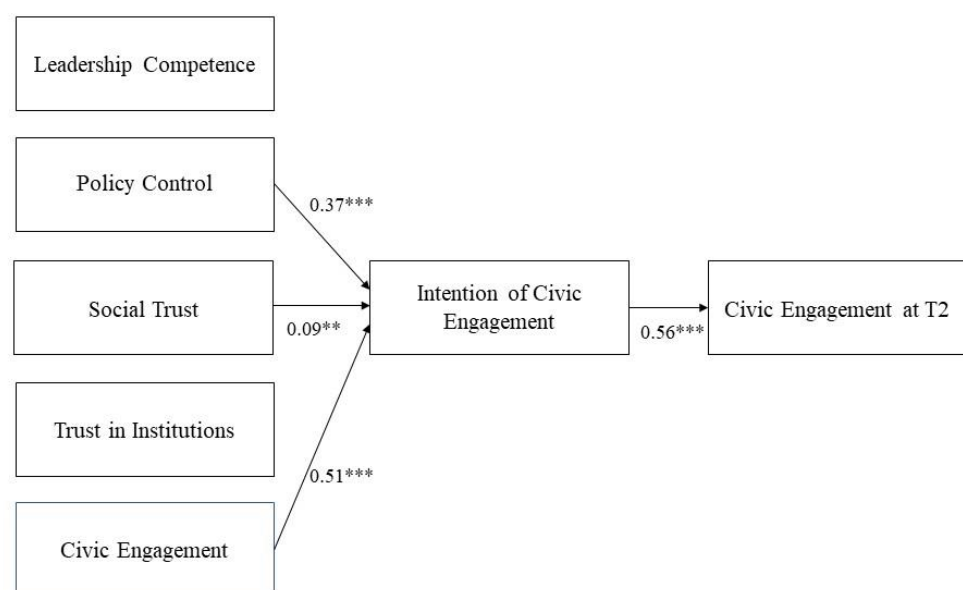 Leadership Competence
Policy Control
0.37***
Social Trust
0.09**
Intention of Civic
Engagement
0.56***
Civic Engagement at T2
Trust in Institutions
0.51***
Civic Engagement